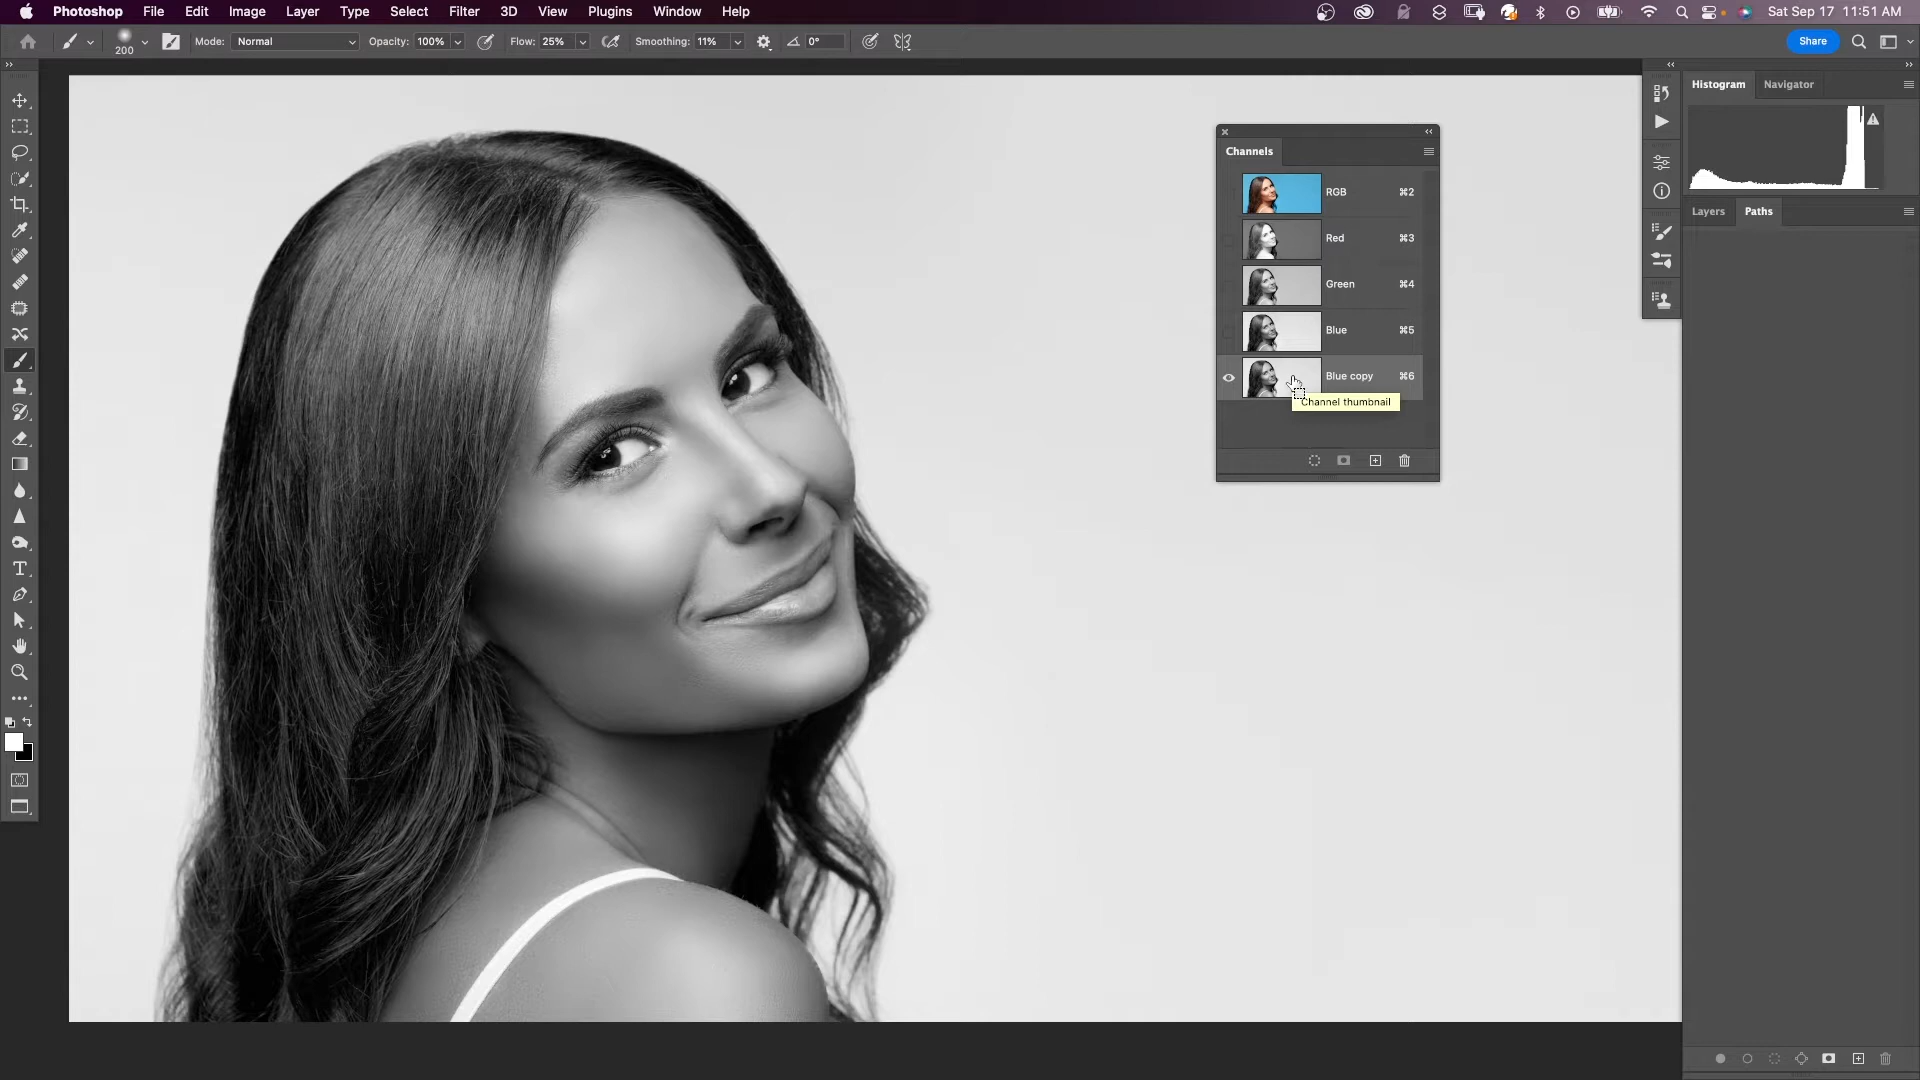 Photoshop File Edit Image Layer Type Select Filter 3D View Plugins Window Help Sat Sep 17 11:51 AM
200 Mode: Normal Opacity: 100% Flow: 25% Smoothing: 11% 0° Share
Histogram Navigator
Channels
RGB ⌘2
Red ⌘3
Layers Paths
Green ⌘4
Blue ⌘5
Blue copy ⌘6
Channel thumbnail